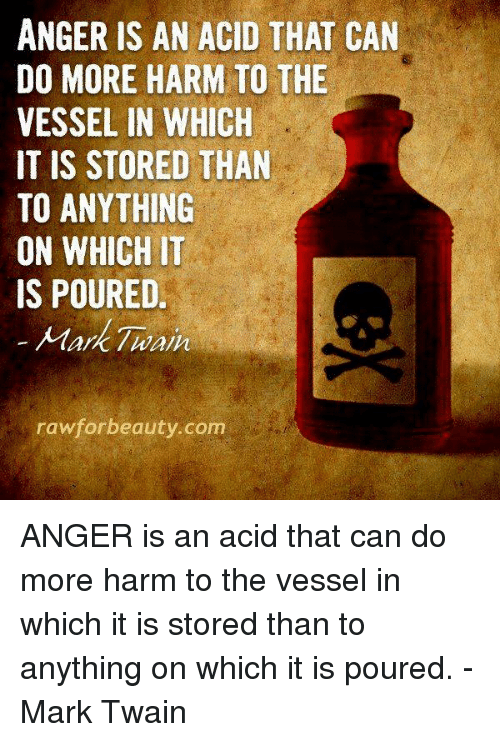 ANGER IS AN ACID THAT CAN
DO MORE HARM TO THE
VESSEL IN WHICH
IT IS STORED THAN
TO ANYTHING
ON WHICH IT
IS POURED.
- Mark Twain
rawforbeauty.com
ANGER is an acid that can do
more harm to the vessel in
which it is stored than to
anything on which it is poured. -
Mark Twain